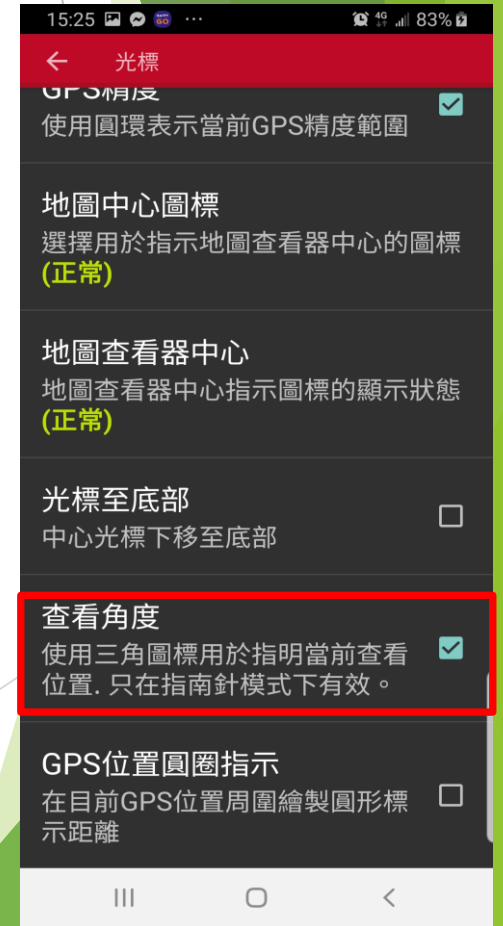 15:25 ... 4G 83%
光標
GPS精度
使用圓環表示當前GPS精度範圍
地圖中心圖標
選擇用於指示地圖查看器中心的圖標
(正常)
地圖查看器中心
地圖查看器中心指示圖標的顯示狀態
(正常)
光標至底部
中心光標下移至底部
查看角度
使用三角圖標用於指明當前查看
位置. 只在指南針模式下有效。
GPS位置圓圈指示
在目前GPS位置周圍繪製圓形標
示距離